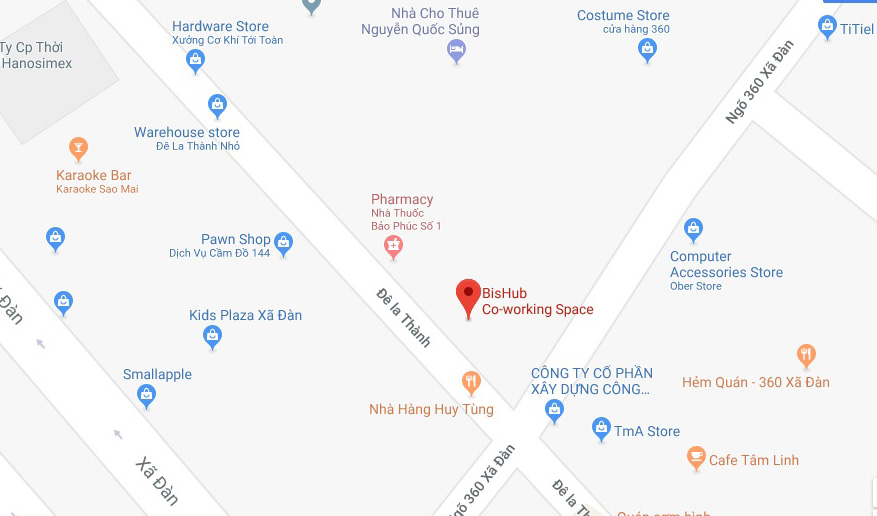 Nhà Cho Thuê
Nguyễn Quốc Sủng
Costume Store
cửa hàng 360
TiTiel
Hardware Store
Xưởng Cơ Khí Tới Toàn
Ty Cp Thời
Hanosimex
Ngõ 360 Xã Đàn
Warehouse store
Đê La Thành Nhỏ
Karaoke Bar
Karaoke Sao Mai
Pharmacy
Nhà Thuốc
Bảo Phúc Số 1
Pawn Shop
Dịch Vụ Cầm Đồ 144
Computer
Accessories Store
Ober Store
BisHub
Co-working Space
Đê la Thành
Kids Plaza Xã Đàn
Đàn
Smallapple
CÔNG TY CỔ PHẦN
XÂY DỰNG CÔNG...
Hẻm Quán - 360 Xã Đàn
Nhà Hàng Huy Tùng
TmA Store
Cafe Tâm Linh
Xã Đàn
Ngõ 360 Xã Đàn
Đê la Th